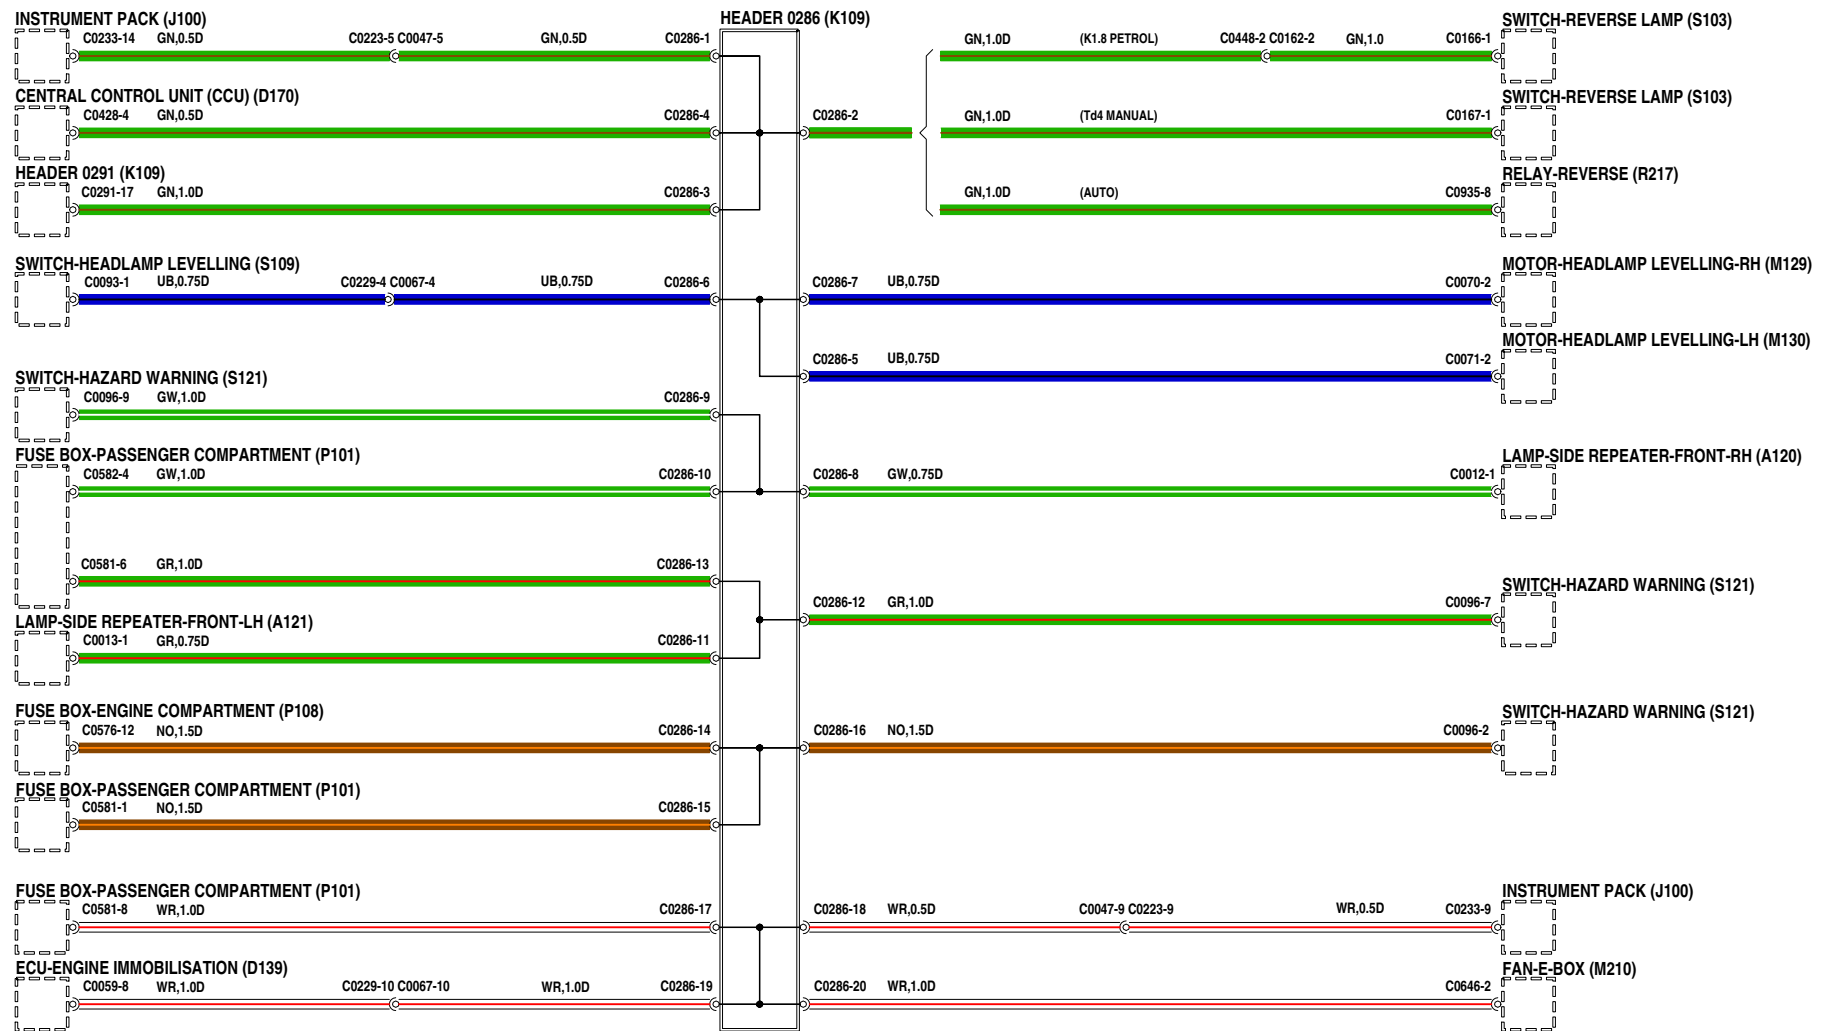 INSTRUMENT PACK (J100)
HEADER 0286 (K109)
SWITCH-REVERSE LAMP (S103)
C0233-14 GN,0.5D C0223-5 C0047-5 GN,0.5D C0286-1 GN,1.0D (K1.8 PETROL) C0448-2 C0162-2 GN,1.0 C0166-1
CENTRAL CONTROL UNIT (CCU) (D170) SWITCH-REVERSE LAMP (S103)
C0428-4 GN,0.5D C0286-4 C0286-2 GN,1.0D (Td4 MANUAL) C0167-1
HEADER 0291 (K109) RELAY-REVERSE (R217)
C0291-17 GN,1.0D C0286-3 GN,1.0D (AUTO) C0935-8
SWITCH-HEADLAMP LEVELLING (S109) MOTOR-HEADLAMP LEVELLING-RH (M129)
C0093-1 UB,0.75D C0229-4 C0067-4 UB,0.75D C0286-6 C0286-7 UB,0.75D C0070-2
MOTOR-HEADLAMP LEVELLING-LH (M130)
C0286-5 UB,0.75D C0071-2
SWITCH-HAZARD WARNING (S121)
C0096-9 GW,1.0D C0286-9
FUSE BOX-PASSENGER COMPARTMENT (P101) LAMP-SIDE REPEATER-FRONT-RH (A120)
C0582-4 GW,1.0D C0286-10 C0286-8 GW,0.75D C0012-1
C0581-6 GR,1.0D C0286-13
SWITCH-HAZARD WARNING (S121)
C0286-12 GR,1.0D C0096-7
LAMP-SIDE REPEATER-FRONT-LH (A121)
C0013-1 GR,0.75D C0286-11
FUSE BOX-ENGINE COMPARTMENT (P108) SWITCH-HAZARD WARNING (S121)
C0576-12 NO,1.5D C0286-14 C0286-16 NO,1.5D C0096-2
FUSE BOX-PASSENGER COMPARTMENT (P101)
C0581-1 NO,1.5D C0286-15
FUSE BOX-PASSENGER COMPARTMENT (P101) INSTRUMENT PACK (J100)
C0581-8 WR,1.0D C0286-17 C0286-18 WR,0.5D C0047-9 C0223-9 WR,0.5D C0233-9
ECU-ENGINE IMMOBILISATION (D139) FAN-E-BOX (M210)
C0059-8 WR,1.0D C0229-10 C0067-10 WR,1.0D C0286-19 C0286-20 WR,1.0D C0646-2